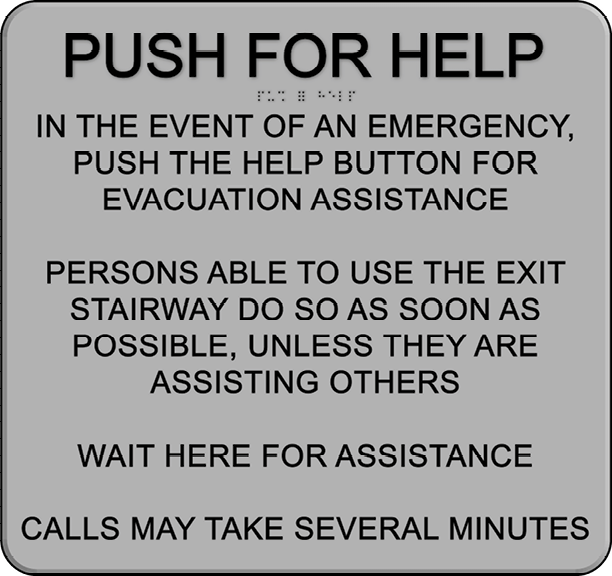 PUSH FOR HELP
IN THE EVENT OF AN EMERGENCY,
PUSH THE HELP BUTTON FOR
EVACUATION ASSISTANCE
PERSONS ABLE TO USE THE EXIT
STAIRWAY DO SO AS SOON AS
POSSIBLE, UNLESS THEY ARE
ASSISTING OTHERS
WAIT HERE FOR ASSISTANCE
CALLS MAY TAKE SEVERAL MINUTES